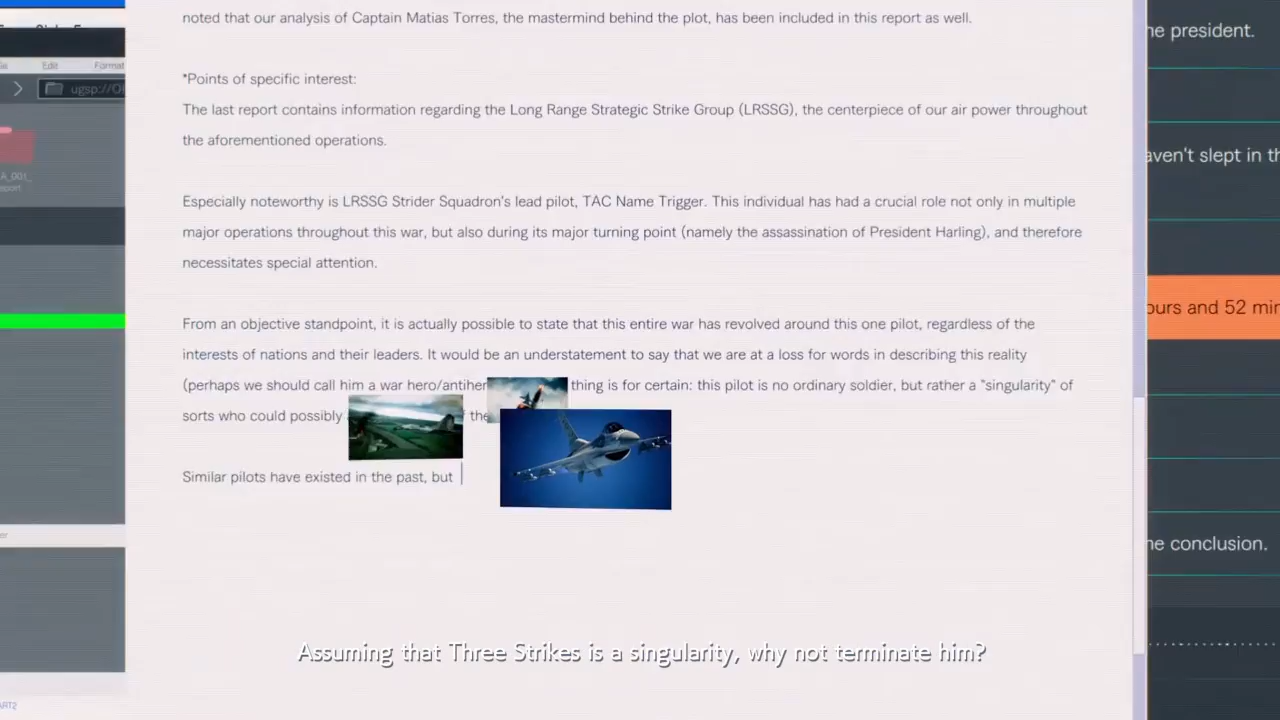 noted that our analysis of Captain Matias Torres, the mastermind behind the plot, has been included in this report as well.
he president.
Edit
Format
*Points of specific interest:
ugsp://O
The last report contains information regarding the Long Range Strategic Strike Group (LRSSG), the centerpiece of our air power throughout
the aforementioned operations.
aven't slept in th
A_001_
port
Especially noteworthy is LRSSG Strider Squadron's lead pilot, TAC Name Trigger. This individual has had a crucial role not only in multiple
major operations throughout this war, but also during its major turning point (namely the assassination of President Harling), and therefore
necessitates special attention.
ours and 52 min
From an objective standpoint, it is actually possible to state that this entire war has revolved around this one pilot, regardless of the
interests of nations and their leaders. It would be an understatement to say that we are at a loss for words in describing this reality
(perhaps we should call him a war hero/antiher thing is for certain: this pilot is no ordinary soldier, but rather a "singularity" of
sorts who could possibly f the
Similar pilots have existed in the past, but
er
he conclusion.
Assuming that Three Strikes is a singularity, why not terminate him?
ART2